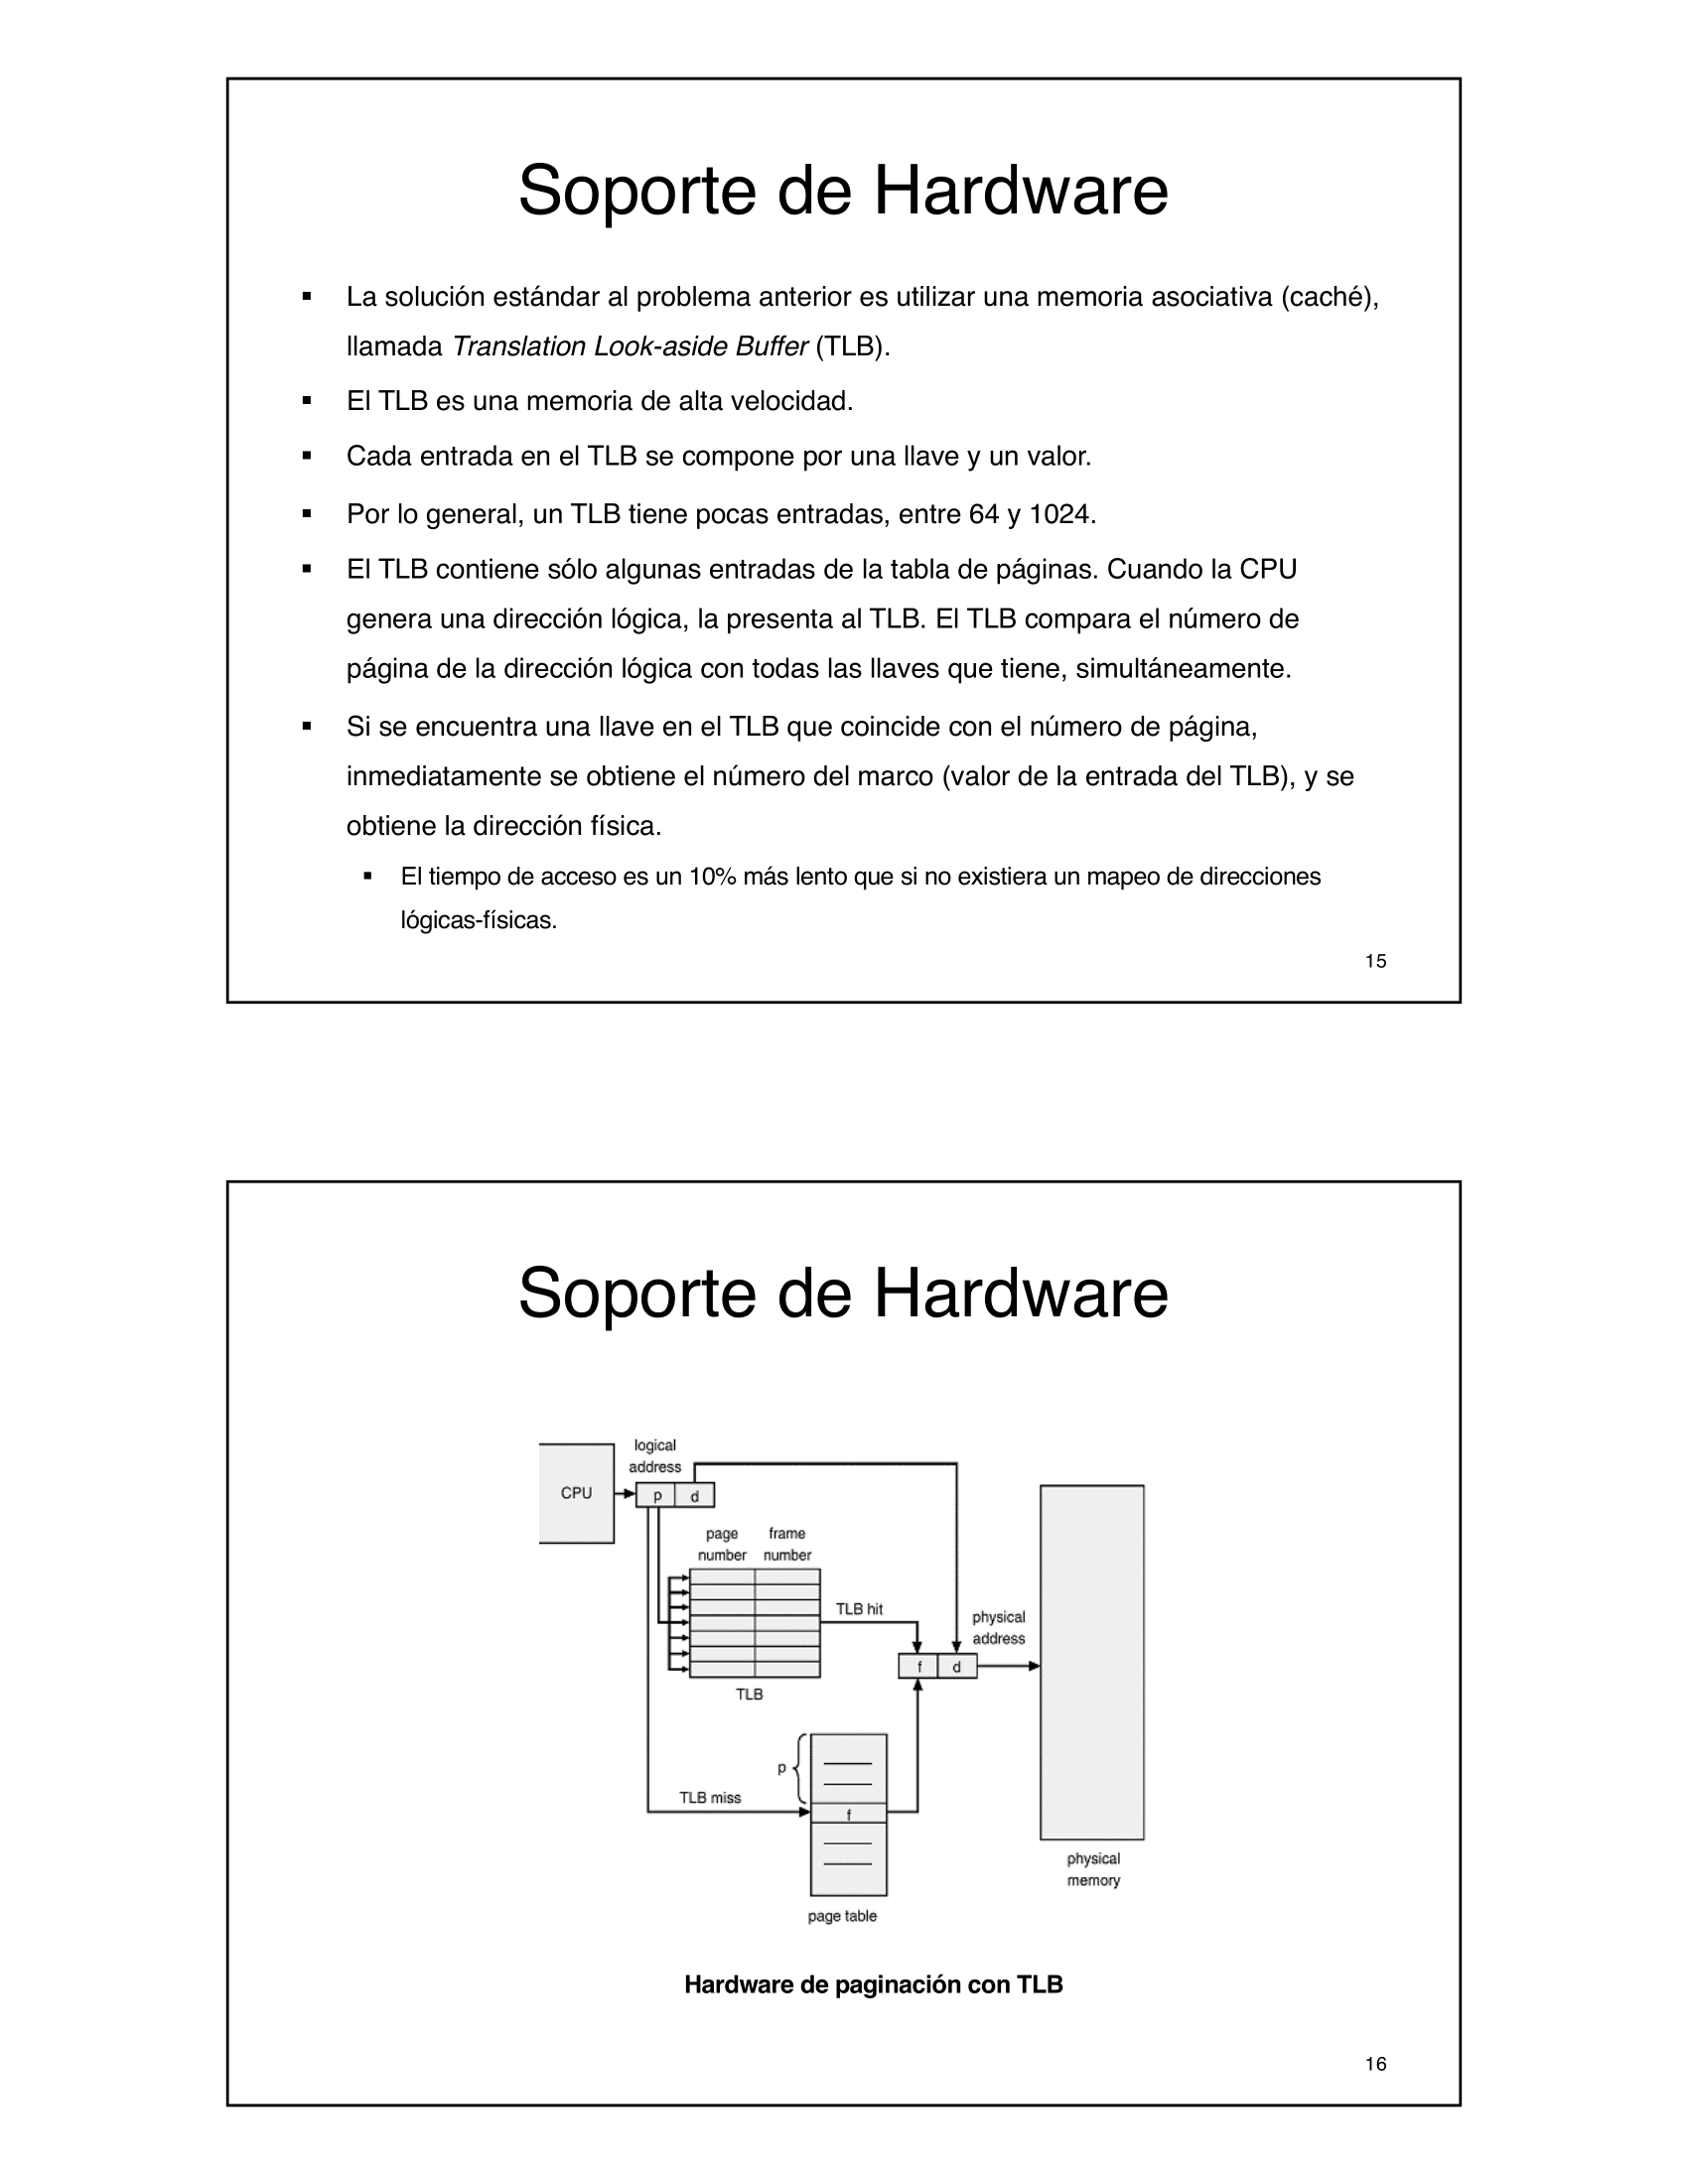 Soporte de Hardware
▪ La solución estándar al problema anterior es utilizar una memoria asociativa (caché),
llamada Translation Look-aside Buffer (TLB).
▪ El TLB es una memoria de alta velocidad.
▪ Cada entrada en el TLB se compone por una llave y un valor.
▪ Por lo general, un TLB tiene pocas entradas, entre 64 y 1024.
▪ El TLB contiene sólo algunas entradas de la tabla de páginas. Cuando la CPU
genera una dirección lógica, la presenta al TLB. El TLB compara el número de
página de la dirección lógica con todas las llaves que tiene, simultáneamente.
▪ Si se encuentra una llave en el TLB que coincide con el número de página,
inmediatamente se obtiene el número del marco (valor de la entrada del TLB), y se
obtiene la dirección física.
▪ El tiempo de acceso es un 10% más lento que si no existiera un mapeo de direcciones
lógicas-físicas.
15
Soporte de Hardware
logical
address
CPU
p d
page frame
number number
TLB hit
physical
address
f d
TLB
p
TLB miss
f
physical
memory
page table
Hardware de paginación con TLB
16